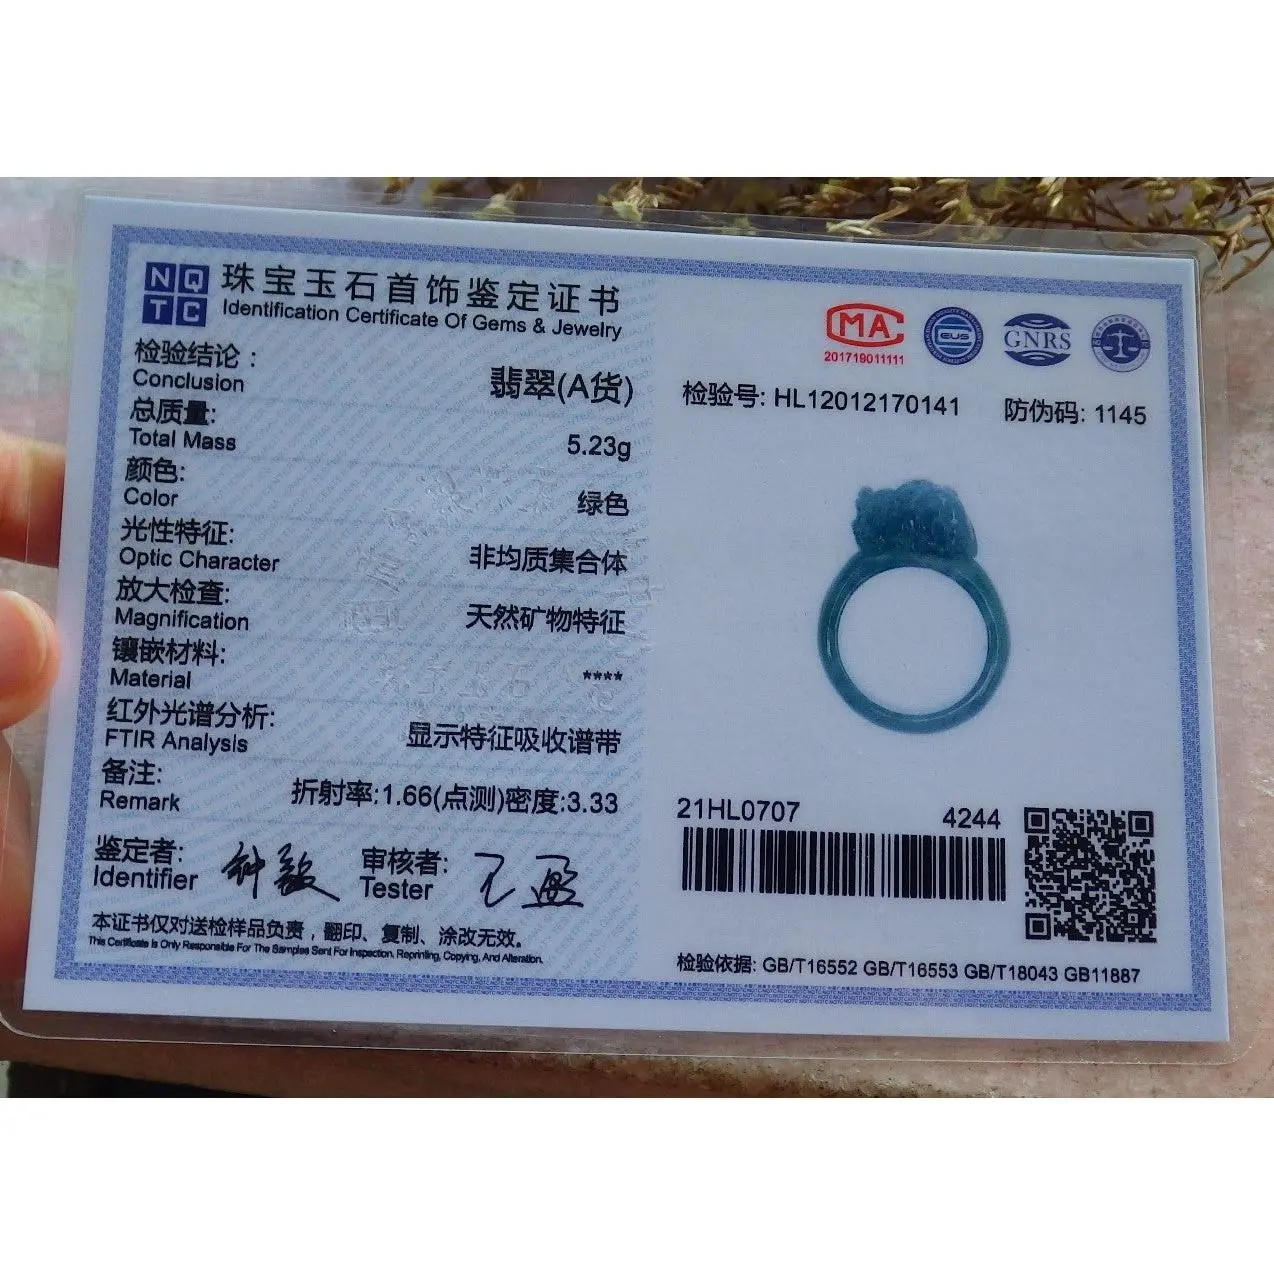 NQ
TC
珠宝玉石首饰鉴定证书
Identification Certificate Of Gems & Jewelry
检验结论：
Conclusion
翡翠(A货)
总质量:
Total Mass
5.23g
颜色:
Color
绿色
光性特征:
Optic Character
非均质集合体
放大检查:
Magnification
天然矿物特征
镶嵌材料:
Material
****
红外光谱分析:
FTIR Analysis
显示特征吸收谱带
备注:
Remark
折射率:1.66(点测)密度:3.33
鉴定者:
Identifier
审核者:
Tester
本证书仅对送检样品负责，翻印、复制、涂改无效。
This Certificate Is Only Responsible For The Samples Sent For Inspection, Reprinting, Copying, And Alteration.
MA
201719011111
EUS
GNRS
检验号: HL12012170141
防伪码: 1145
21HL0707
4244
检验依据: GB/T16552 GB/T16553 GB/T18043 GB11887